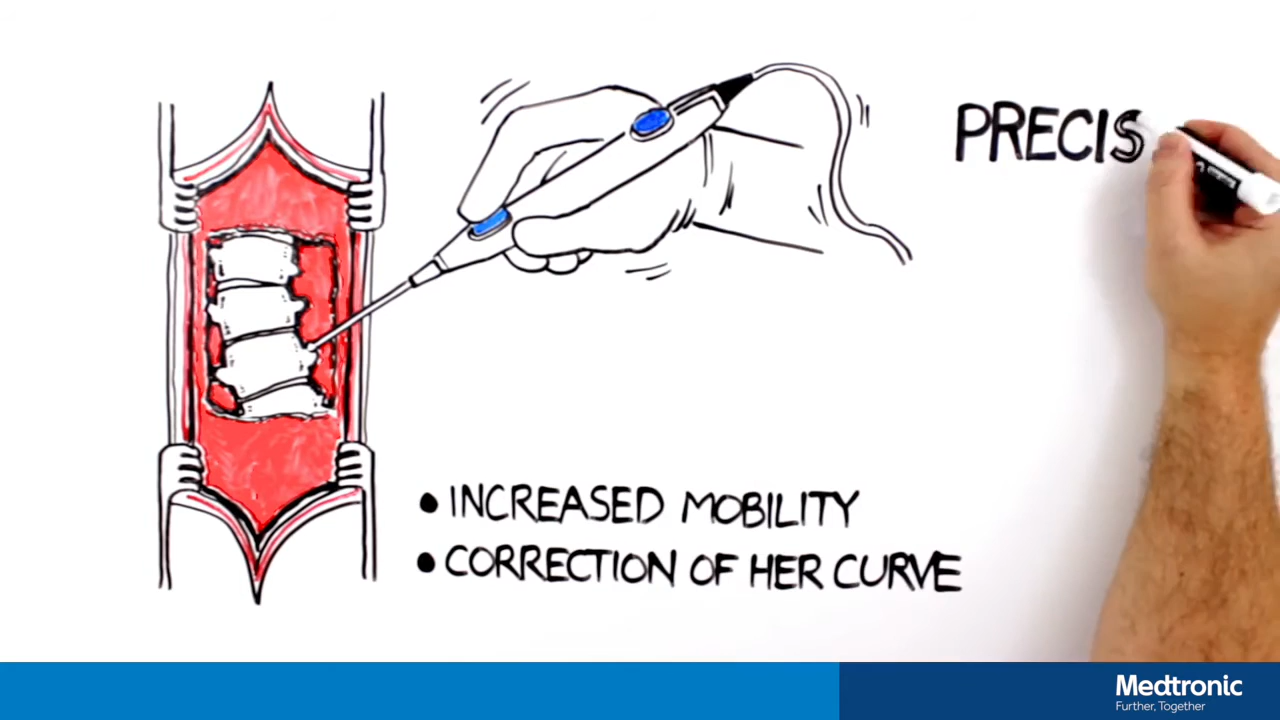 PRECIS
• INCREASED MOBILITY
• CORRECTION OF HER CURVE
Medtronic
Further, Together